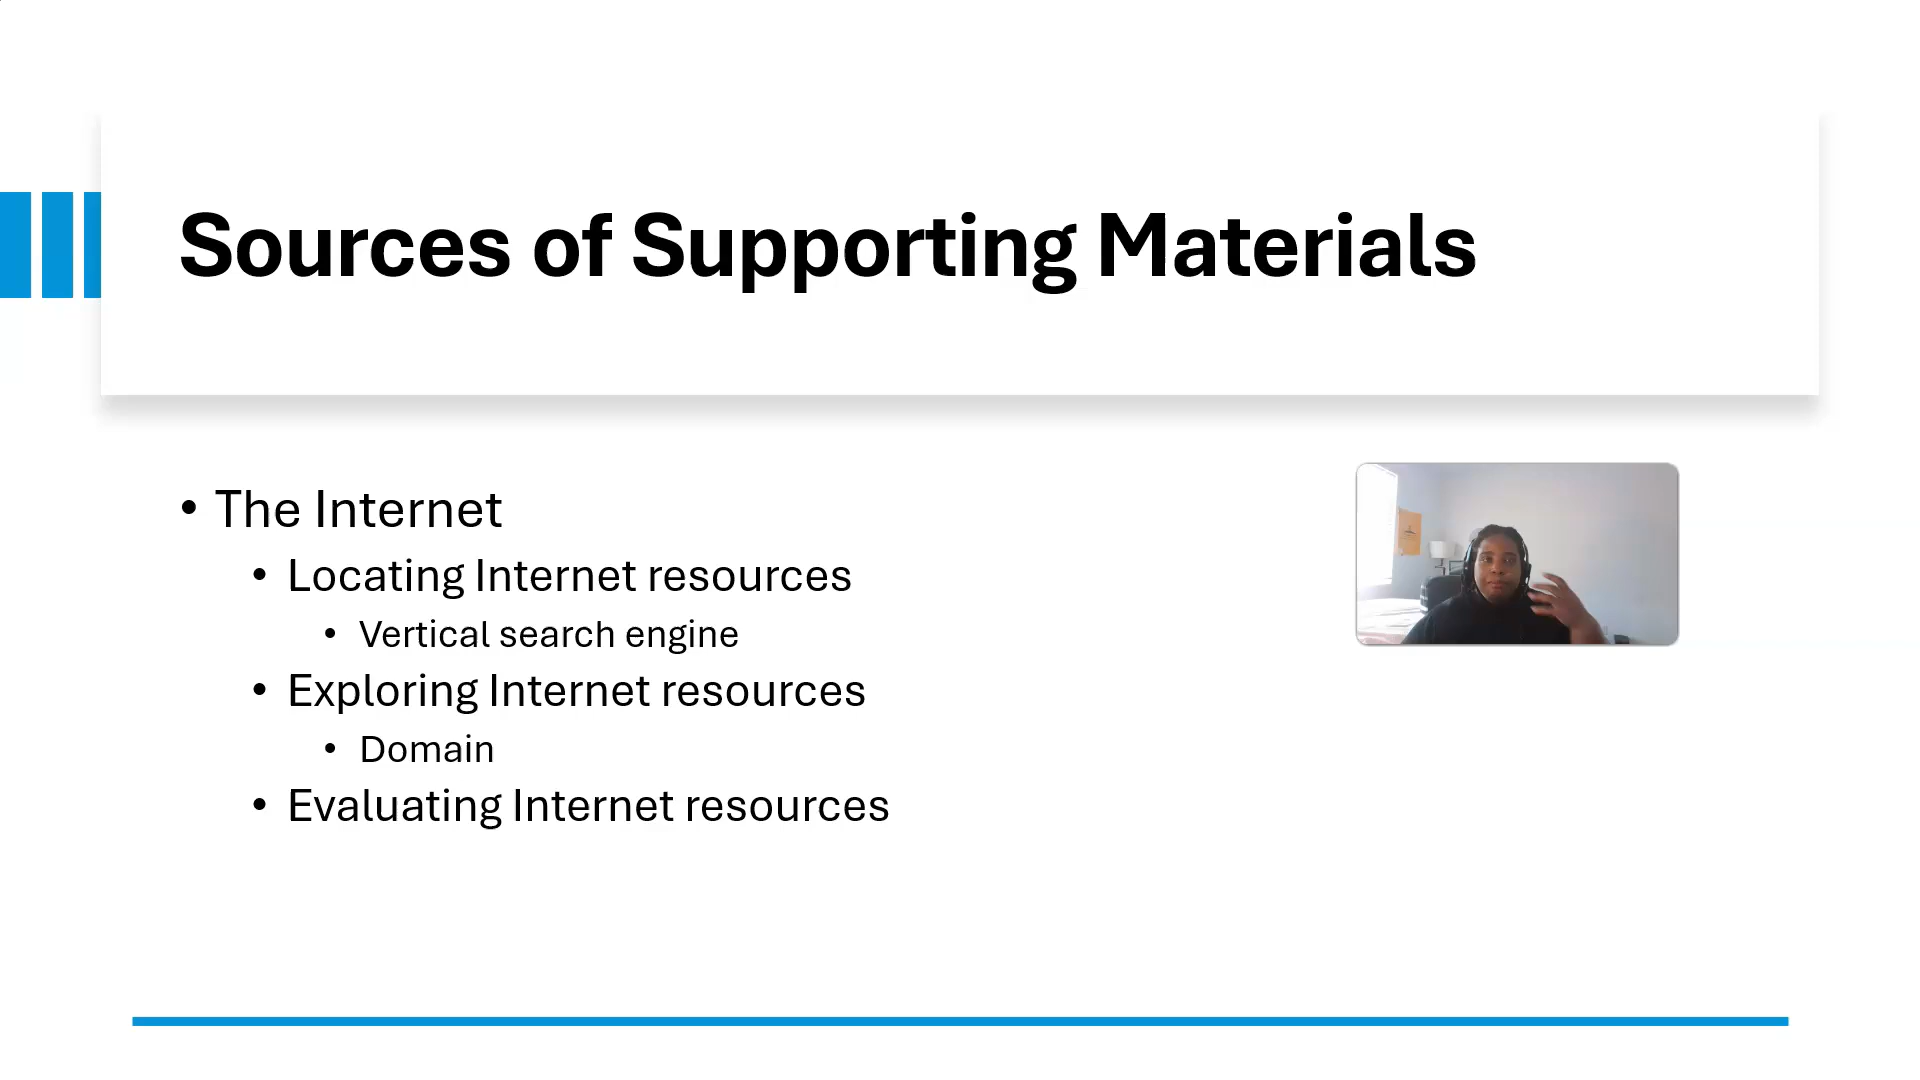 Sources of Supporting Materials
• The Internet
• Locating Internet resources
• Vertical search engine
• Exploring Internet resources
• Domain
• Evaluating Internet resources